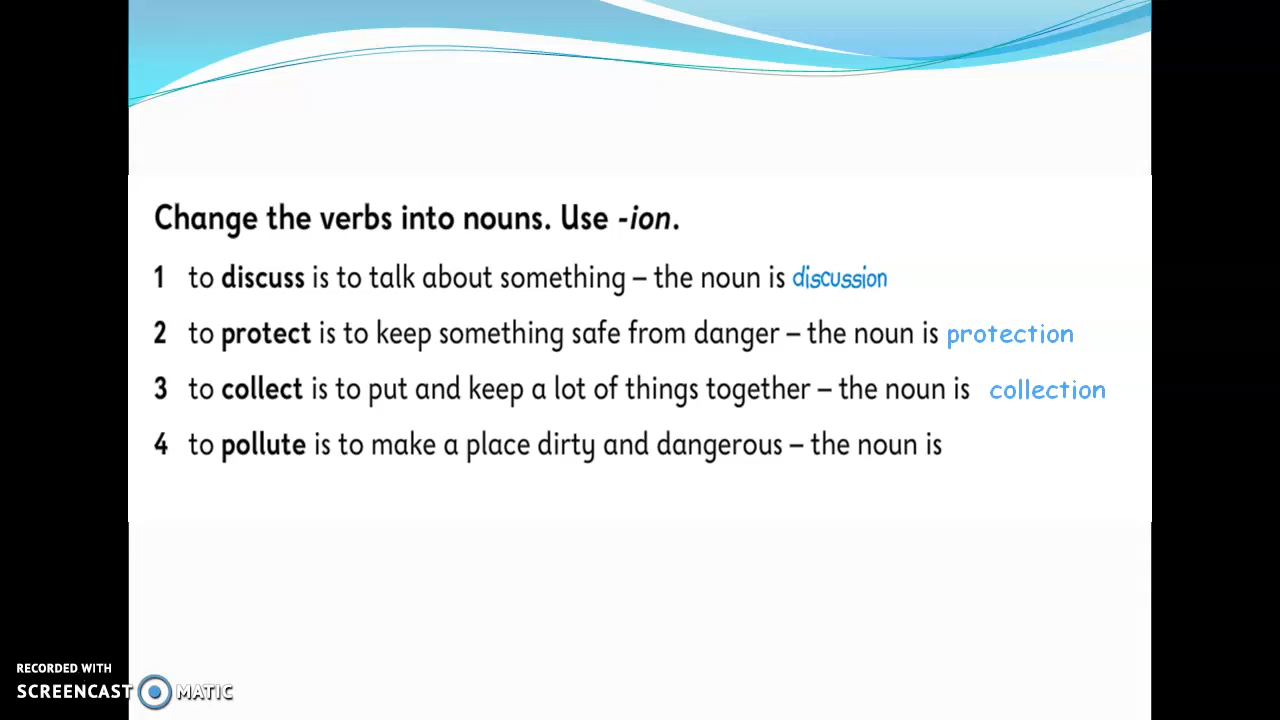 Change the verbs into nouns. Use -ion.
1 to discuss is to talk about something – the noun is discussion
2 to protect is to keep something safe from danger – the noun is protection
3 to collect is to put and keep a lot of things together – the noun is collection
4 to pollute is to make a place dirty and dangerous – the noun is
RECORDED WITH
SCREENCAST MATIC